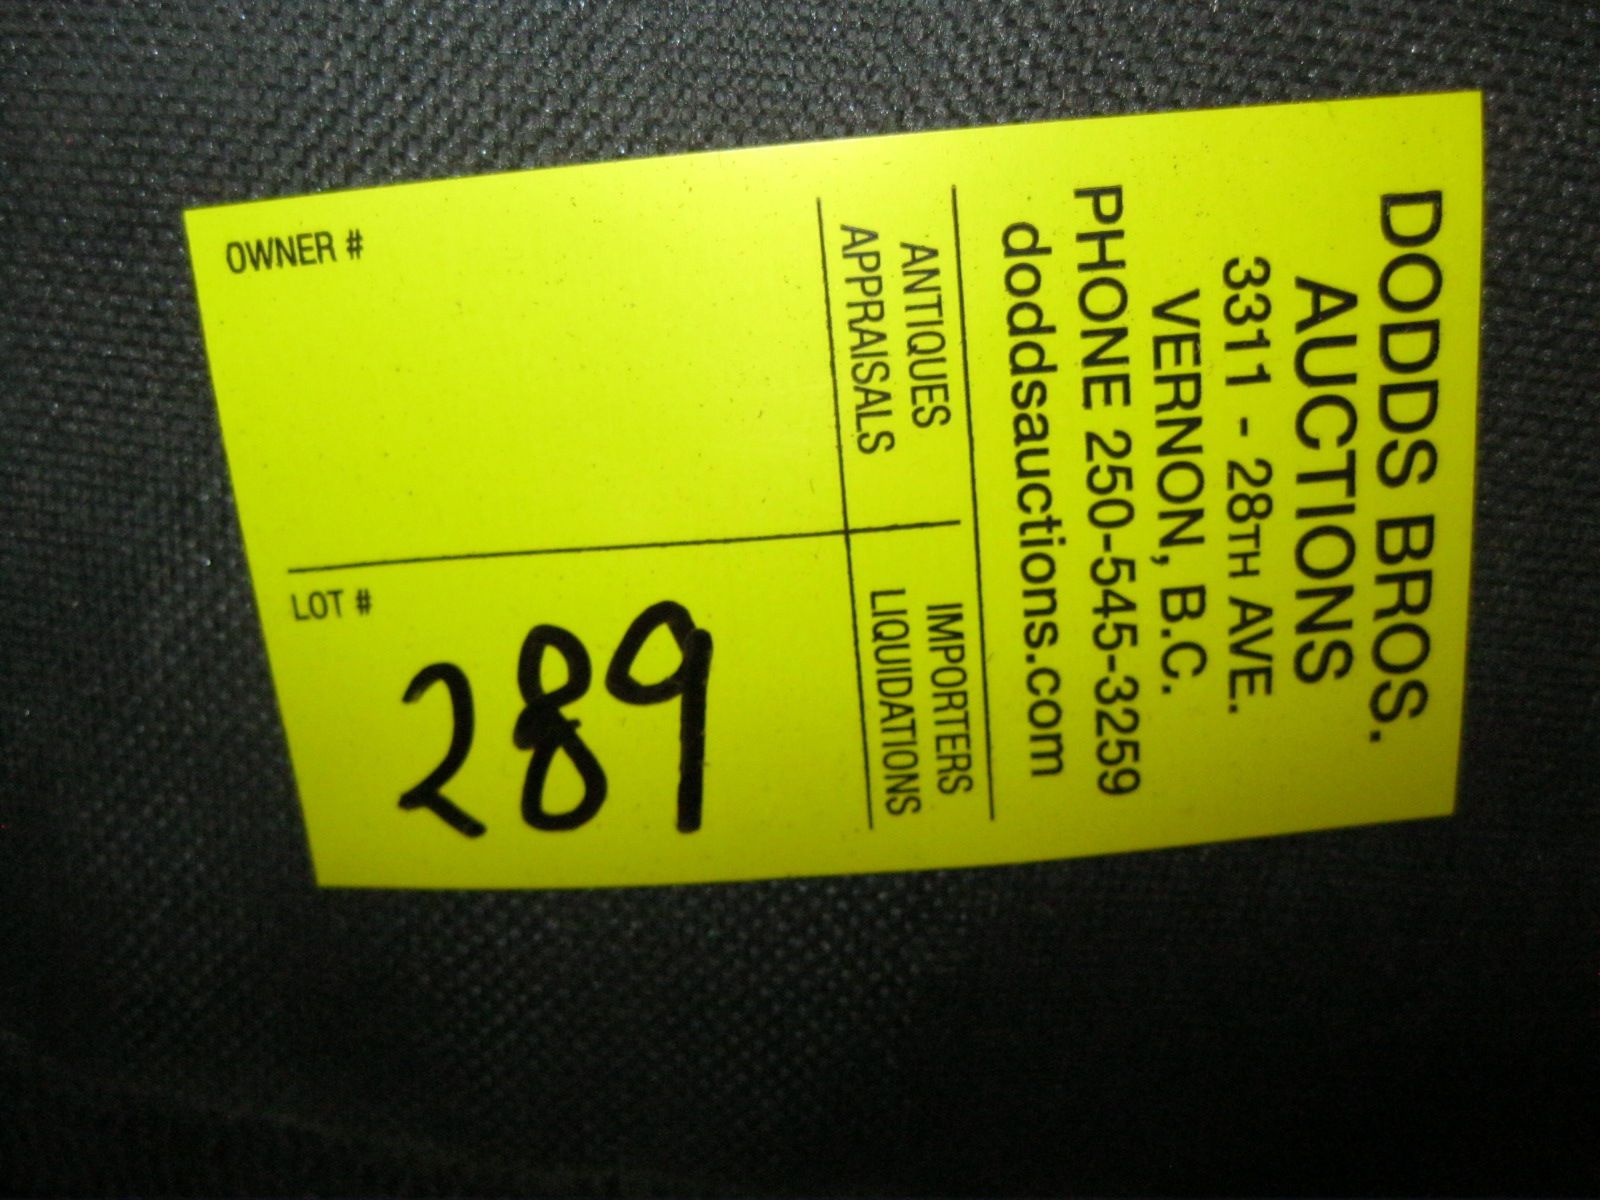 DODDS BROS.
AUCTIONS
3311 - 28TH AVE.
VERNON, B.C.
PHONE 250-545-3259
doddsauctions.com
ANTIQUES
APPRAISALS
IMPORTERS
LIQUIDATIONS
OWNER #
LOT #
289